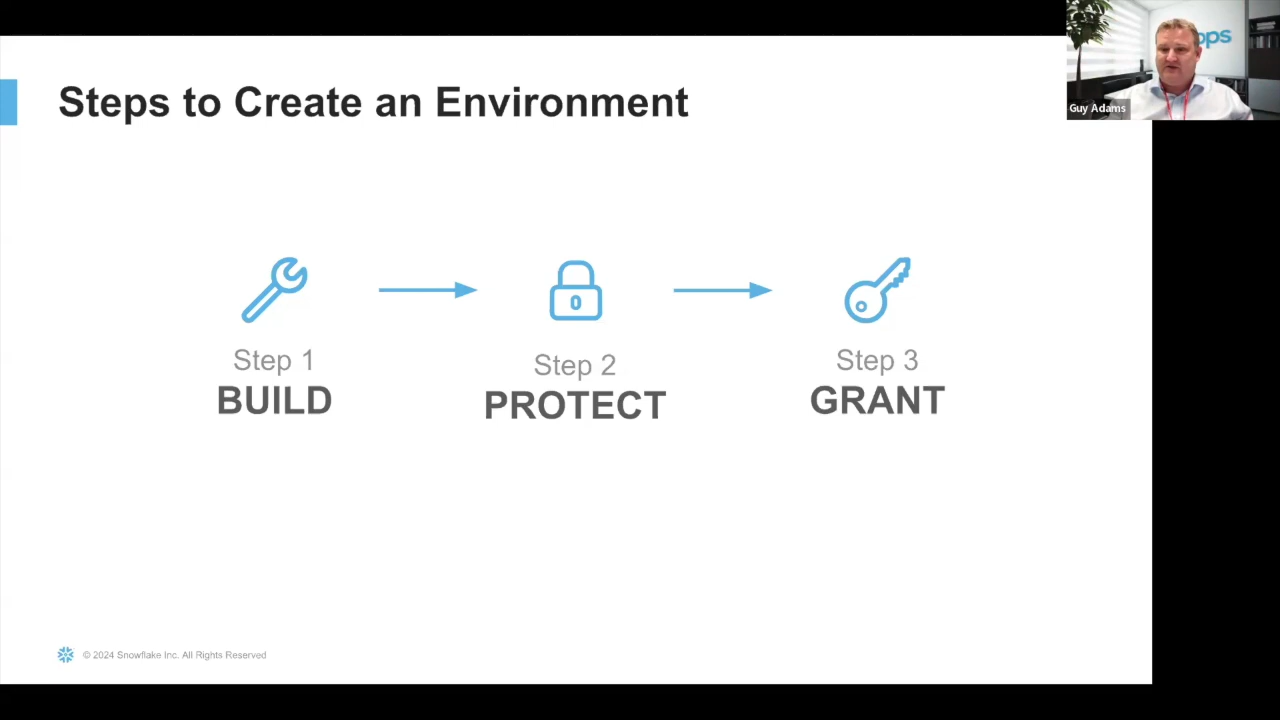 Steps to Create an Environment
ops
Guy Adams
Step 1
BUILD
Step 2
PROTECT
Step 3
GRANT
© 2024 Snowflake Inc. All Rights Reserved